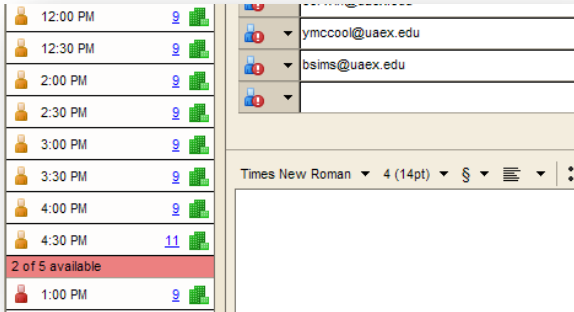 12:00 PM 9
12:30 PM 9
2:00 PM 9
2:30 PM 9
3:00 PM 9
3:30 PM 9
4:00 PM 9
4:30 PM 11
2 of 5 available
1:00 PM 9
ymccool@uaex.edu
bsims@uaex.edu
Times New Roman 4 (14pt) §